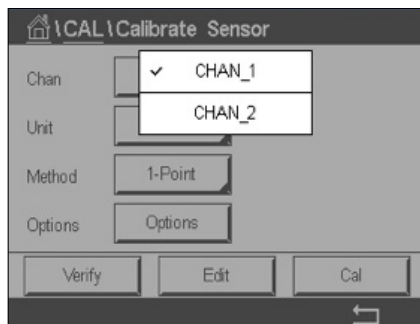 \CAL\Calibrate Sensor
Chan
✓ CHAN_1
CHAN_2
Unit
Method 1-Point
Options Options
Verify Edit Cal